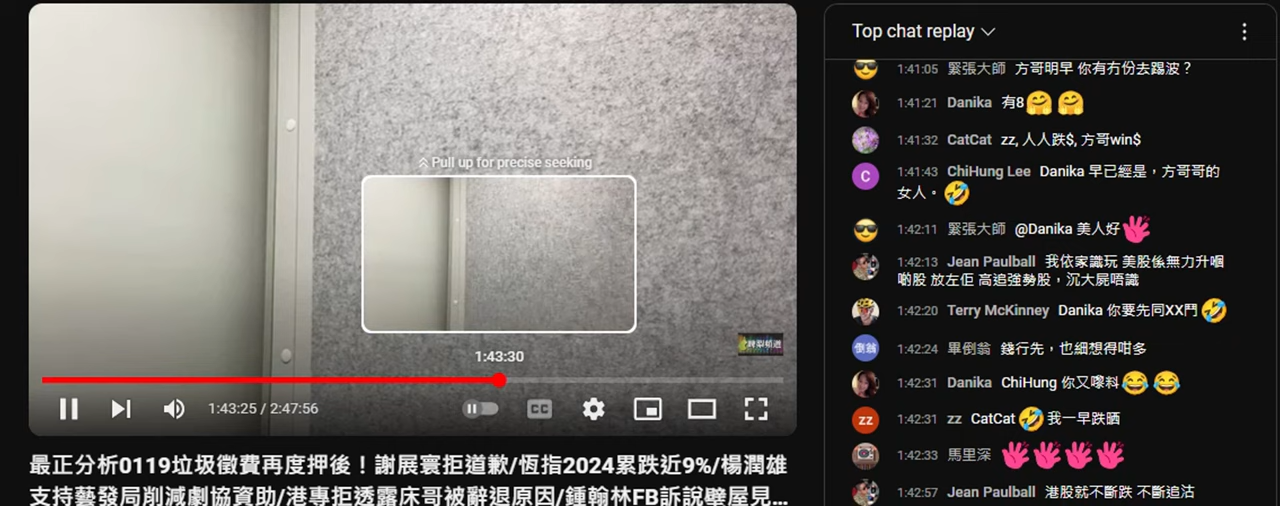 Pull up for precise seeking
1:43:30
1:43:25 / 2:47:56
CC
最正分析0119垃圾徵費再度押後！謝展寰拒道歉/恆指2024累跌近9%/楊潤雄
支持藝發局削減劇協資助/港專拒透露床哥被辭退原因/鍾翰林FB訴說壁屋見...
Top chat replay
1:41:05 緊張大師 方哥明早 你有冇份去踢波？
1:41:21 Danika 有8🤗🤗
1:41:32 CatCat zz, 人人跌$, 方哥win$
C 1:41:43 ChiHung Lee Danika 早已經是，方哥哥的
女人。🤣
1:42:11 緊張大師 @Danika 美人好
1:42:13 Jean Paulball 我依家識玩 美股係無力升嗰
啲股 放左佢 高追強勢股，沉大屍唔識
1:42:20 Terry McKinney Danika 你要先同XX鬥🤣
倒翁 1:42:24 畢倒翁 錢行先，也細想得咁多
1:42:31 Danika ChiHung 你又嚟料😂😂
zz 1:42:31 zz CatCat🤣我一早跌晒
1:42:33 馬里深
1:42:57 Jean Paulball 港股就不斷跌 不斷追沽